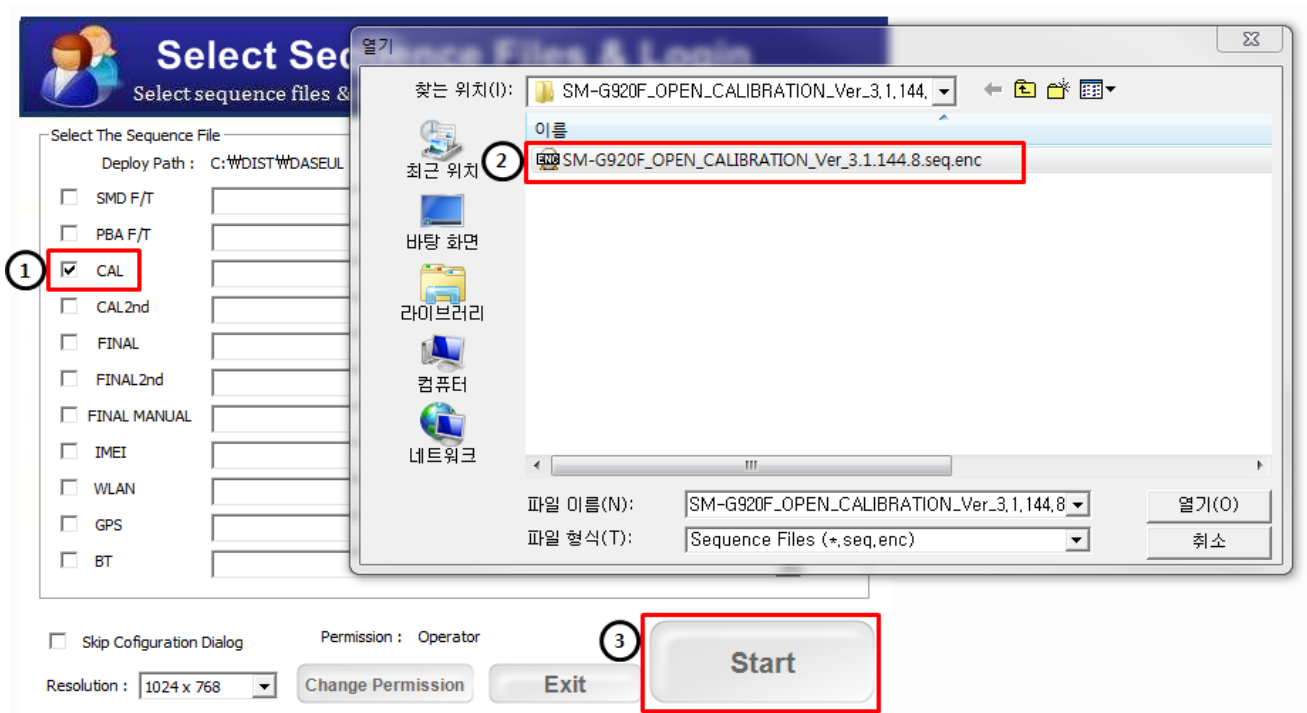 Select Sequence Files & Login
Select sequence files &
Select The Sequence File
Deploy Path : C:₩DIST₩DASEUL
SMD F/T
PBA F/T
1
CAL
CAL2nd
FINAL
FINAL2nd
FINAL MANUAL
IMEI
WLAN
GPS
BT
열기
찾는 위치(I): SM-G920F_OPEN_CALIBRATION_Ver_3,1,144,
이름
2
SM-G920F_OPEN_CALIBRATION_Ver_3.1.144.8.seq.enc
최근 위치
바탕 화면
라이브러리
컴퓨터
네트워크
파일 이름(N): SM-G920F_OPEN_CALIBRATION_Ver_3,1,144,8 열기(O)
파일 형식(T): Sequence Files (*,seq,enc) 취소
Skip Cofiguration Dialog Permission : Operator
3
Start
Resolution : 1024 x 768 Change Permission Exit